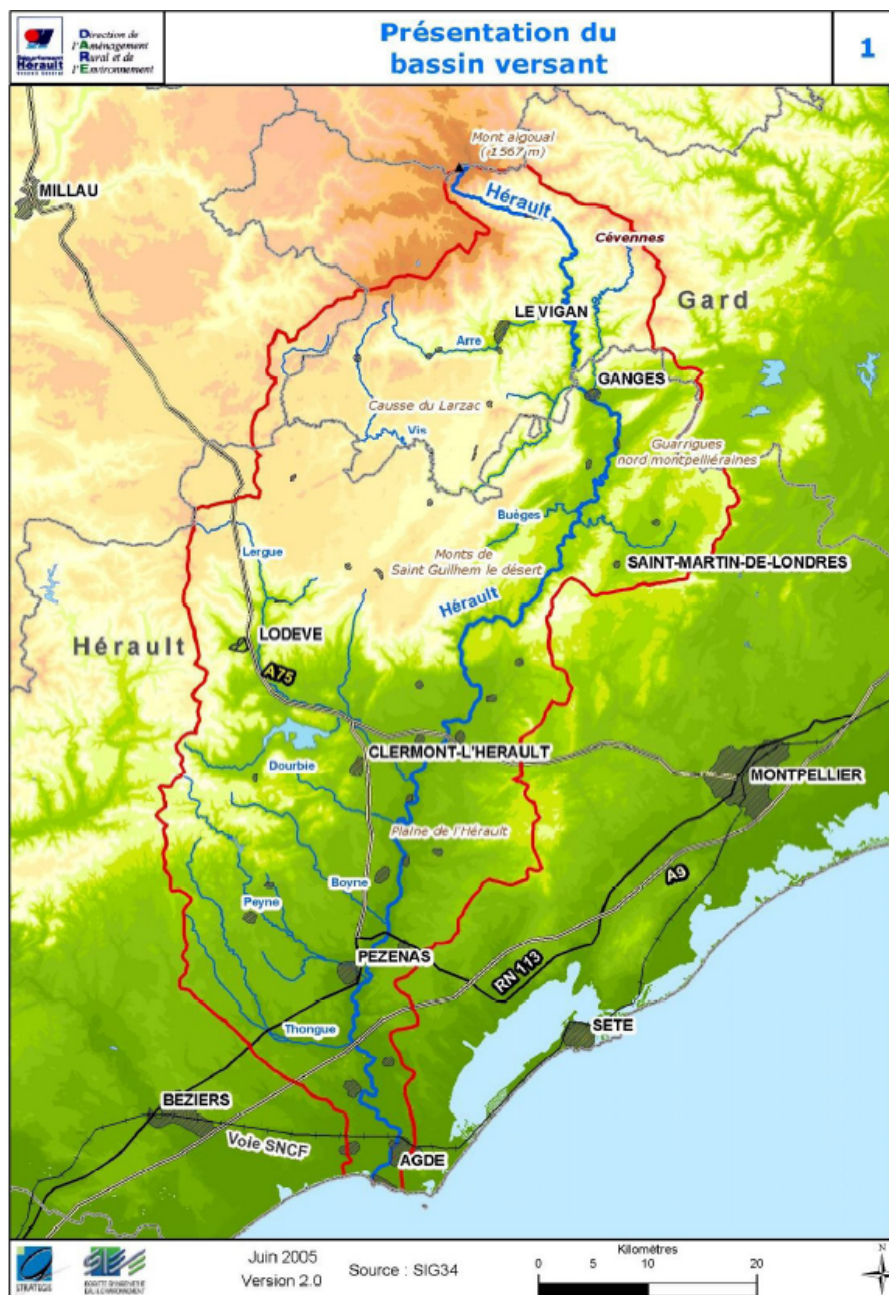 Département
Hérault
Direction de
l'Aménagement
Rural et de
l'Environnement
Présentation du
bassin versant
1
Mont aigoual
(1567 m)
MILLAU
Hérault
Cévennes
Gard
LE VIGAN
Arre
GANGES
Causse du Larzac
Vis
Guarrigues
nord montpelliéraines
Buèges
Lergue
Monts de
Saint Guilhem le désert
SAINT-MARTIN-DE-LONDRES
Hérault
Hérault
LODEVE
A75
CLERMONT-L'HERAULT
Dourbie
MONTPELLIER
Plaine de l'Hérault
Boyne
A9
Peyne
PEZENAS
RN 113
SETE
Thongue
BEZIERS
Voie SNCF
AGDE
STRATEGIS
Juin 2005
Version 2.0
Source : SIG34
Kilomètres
0 5 10 20
N